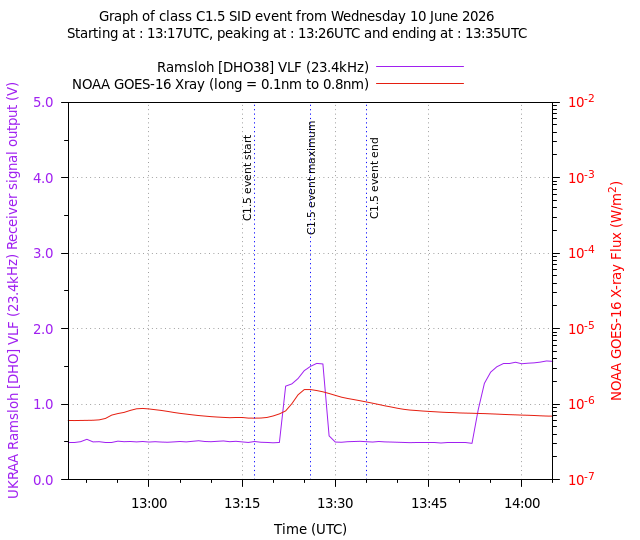 Graph of class C1.5 SID event from Wednesday 10 June 2026
Starting at : 13:17UTC, peaking at : 13:26UTC and ending at : 13:35UTC
Ramsloh [DHO38] VLF (23.4kHz)
NOAA GOES-16 Xray (long = 0.1nm to 0.8nm)
UKRAA Ramsloh [DHO] VLF (23.4kHz) Receiver signal output (V)
5.0
4.0
3.0
2.0
1.0
0.0
C1.5 event start
C1.5 event maximum
C1.5 event end
10-2
10-3
10-4
10-5
10-6
10-7
NOAA GOES-16 X-ray Flux (W/m²)
13:00 13:15 13:30 13:45 14:00
Time (UTC)